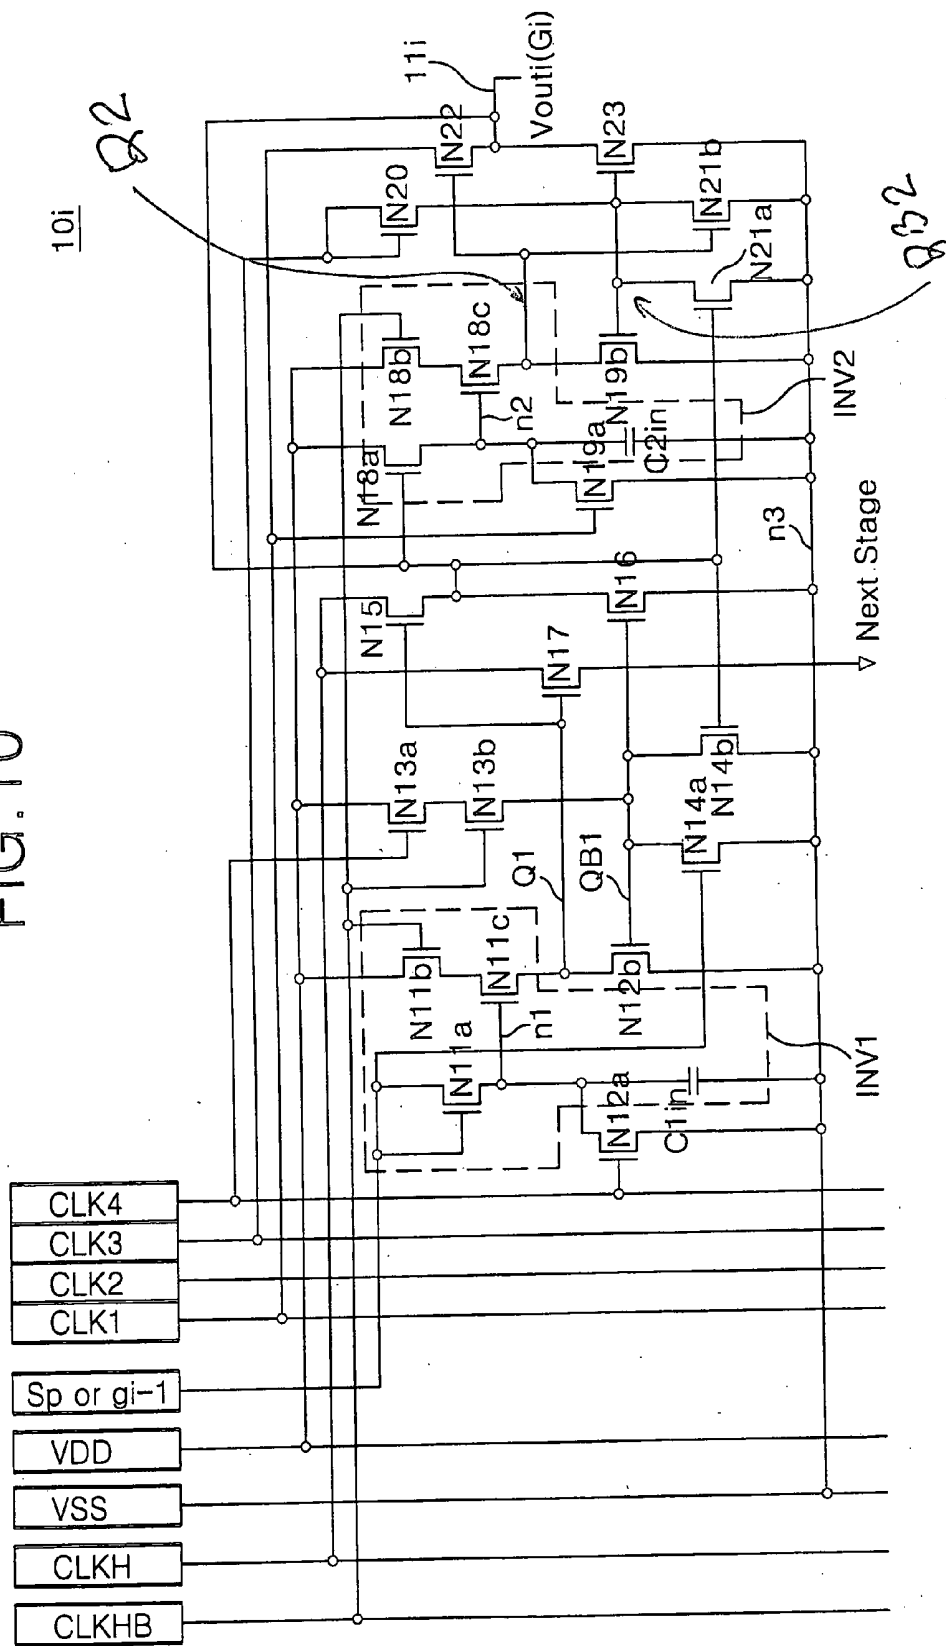 FIG. 10
10i
Q2
QB2
11i
Vouti(Gi)
N22
N23
N20
N21b
N21a
N18c
N18b
N18a
n2
N19b
N19a
C2in
INV2
n3
Next Stage
N15
N16
N17
N13a
N13b
N14a
N14b
Q1
QB1
N11c
N11b
N11a
n1
N12b
N12a
C1in
INV1
CLK4
CLK3
CLK2
CLK1
Sp or gi-1
VDD
VSS
CLKH
CLKHB